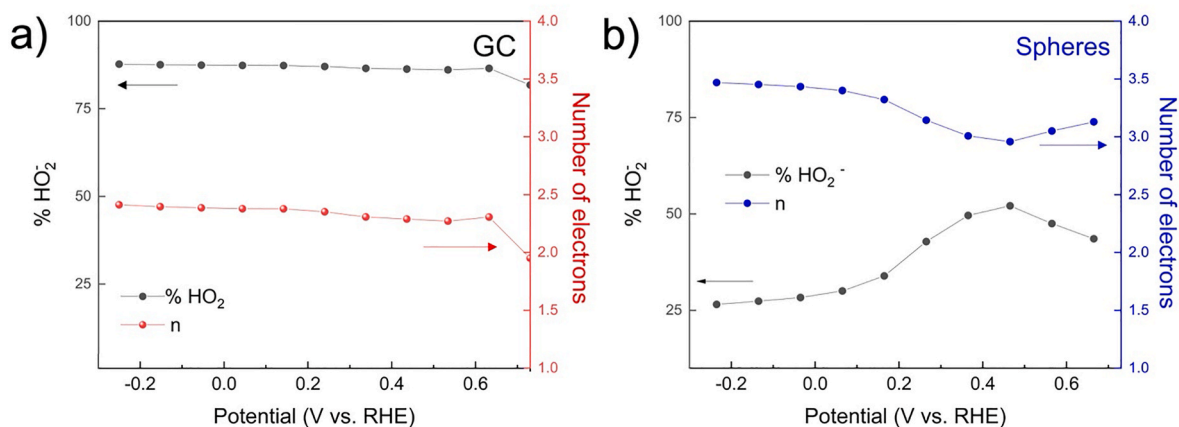 a)
GC
100
75
50
25
% HO₂⁻
4.0
3.5
3.0
2.5
2.0
1.5
1.0
Number of electrons
% HO₂
n
-0.2
0.0
0.2
0.4
0.6
Potential (V vs. RHE)
b)
Spheres
100
75
50
25
% HO₂⁻
4.0
3.5
3.0
2.5
2.0
1.5
1.0
Number of electrons
% HO₂ ⁻
n
-0.2
0.0
0.2
0.4
0.6
Potential (V vs. RHE)